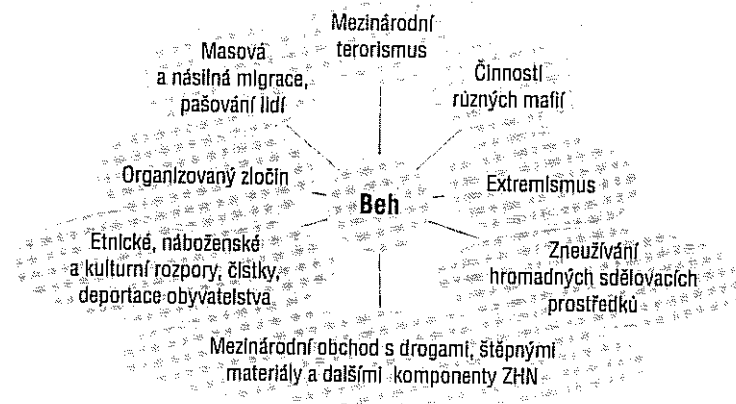 Mezinárodní
terorismus
Masová
a násilná migrace,
pašování lidí
Činností
různých mafií
Organizovaný zločin
Beh
Extremismus
Etnické, náboženské
a kulturní rozpory, čistky,
deportace obyvatelstva
Zneužívání
hromadných sdělovacích
prostředků
Mezinárodní obchod s drogami, štěpnými
materiály a dalšími komponenty ZHN